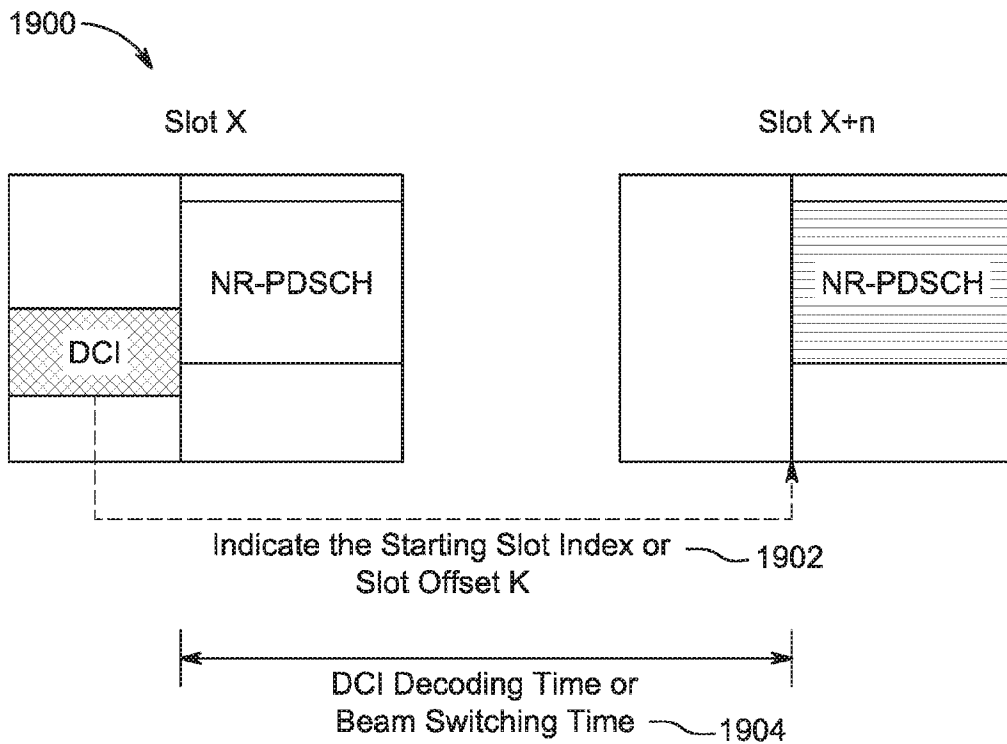 1900
Slot X
Slot X+n
NR-PDSCH
NR-PDSCH
DCI
Indicate the Starting Slot Index or
Slot Offset K
1902
DCI Decoding Time or
Beam Switching Time
1904